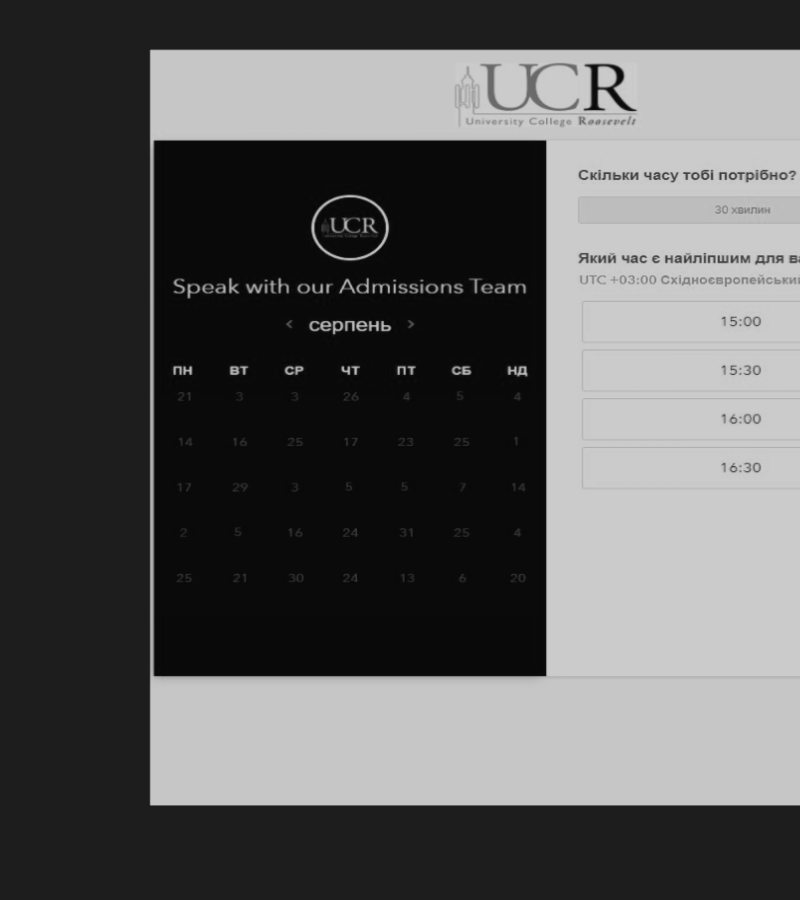 UCR
University College Roosevelt
UCR
Speak with our Admissions Team
< серпень >
ПН ВТ СР ЧТ ПТ СБ НД
21 3 3 26 4 5 4
14 16 25 17 23 25 1
17 29 3 5 5 7 14
2 5 16 24 31 25 4
25 21 30 24 13 6 20
Скільки часу тобі потрібно?
30 хвилин
Який час є найліпшим для
UTC +03:00
15:00
15:30
16:00
16:30